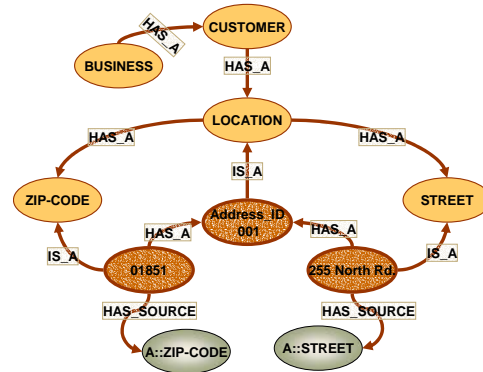 CUSTOMER
HAS_A
BUSINESS
HAS_A
LOCATION
HAS_A
HAS_A
IS_A
ZIP-CODE
Address_ID
001
STREET
HAS_A
HAS_A
IS_A
01851
255 North Rd.
IS_A
HAS_SOURCE
HAS_SOURCE
A::ZIP-CODE
A::STREET